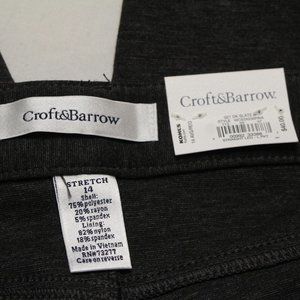 Croft&Barrow
Croft&Barrow
KOHL'S
$40.00
STRETCH
14
Shell:
75% polyester
20% rayon
5% spandex
Lining:
82% nylon
18% spandex
Made in Vietnam
RN#73277
Care on reverse